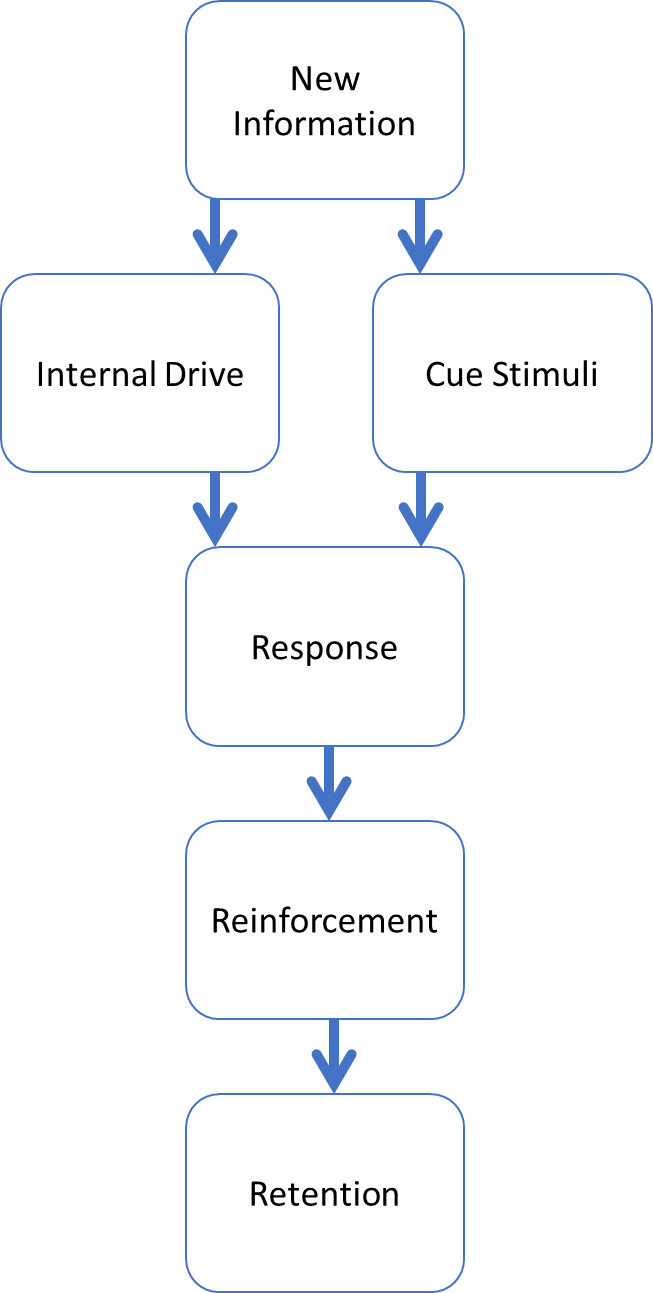 New
Information
Internal Drive
Cue Stimuli
Response
Reinforcement
Retention